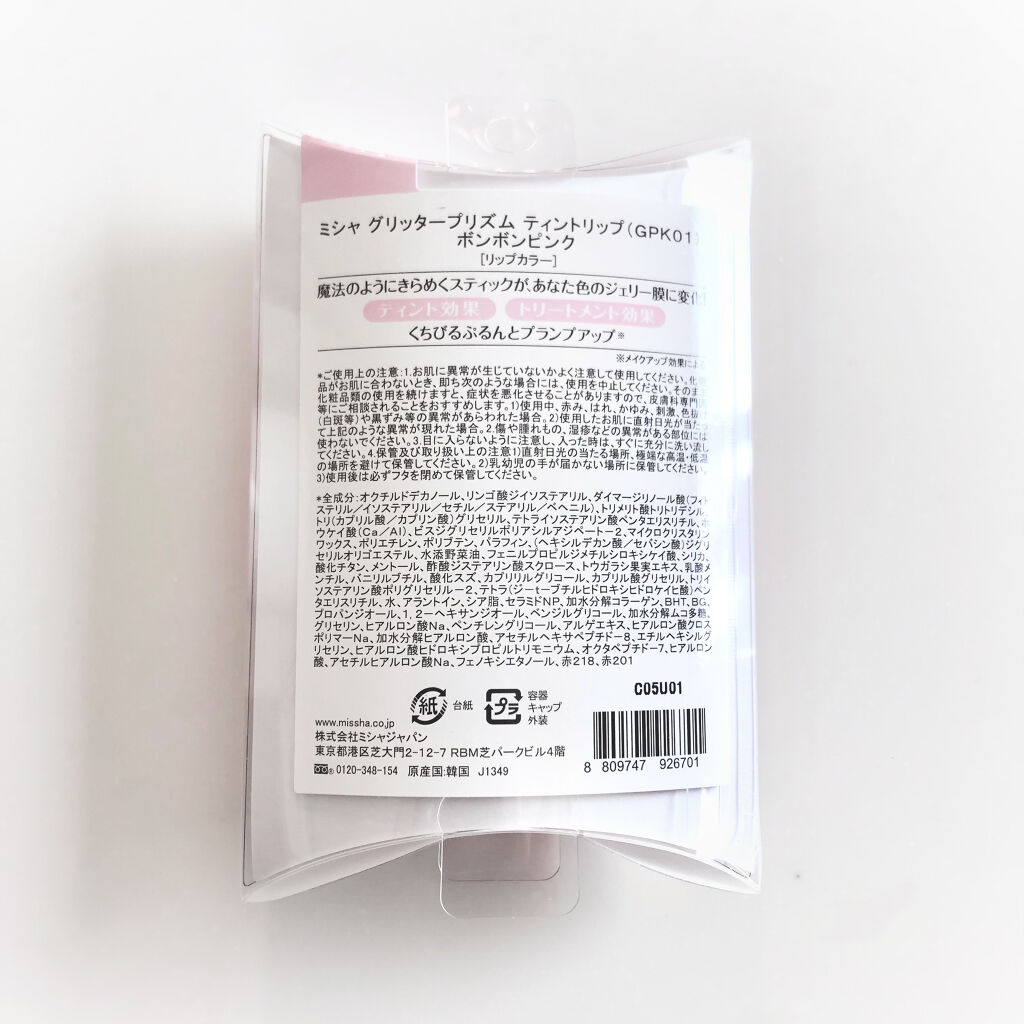 ミシャ グリッタープリズム ティントリップ(GPK01)
ボンボンピンク
[リップカラー]
魔法のようにきらめくスティックが、あなた色のジェリー膜に変化!
ティント効果 トリートメント効果
くちびるぷるんとプランプアップ※
※メイクアップ効果による
*ご使用上の注意:1.お肌に異常が生じていないかよく注意して使用してください。化粧
品がお肌に合わないとき、即ち次のような場合には、使用を中止してください。そのまま
化粧品類の使用を続けますと、症状を悪化させることがありますので、皮膚科専門医
等にご相談されることをおすすめします。1)使用中、赤み、はれ、かゆみ、刺激、色抜け
(白斑等)や黒ずみ等の異常があらわれた場合。2)使用したお肌に直射日光が当たっ
て上記のような異常が現れた場合。2.傷や腫れもの、湿疹などの異常がある部位には
使わないでください。3.目に入らないように注意し、入った時は、すぐに充分に洗い流し
てください。4.保管及び取り扱い上の注意1)直射日光の当たる場所、極端な高温・低温
の場所を避けて保管してください。2)乳幼児の手が届かない場所に保管してください。
3)使用後は必ずフタを閉めて保管してください。
*全成分:オクチルドデカノール、リンゴ酸ジイソステアリル、ダイマージリノール酸(フィト
ステリル/イソステアリル/セチル/ステアリル/ベヘニル)、トリメリト酸トリトリデシル、
トリ(カプリル酸/カプリン酸)グリセリル、テトライソステアリン酸ペンタエリスリチル、ホ
ウケイ酸(Ca/Al)、ビスジグリセリルポリアシルアジペート-2、マイクロクリスタリン
ワックス、ポリエチレン、ポリブテン、パラフィン、(ヘキシルデカン酸/セバシン酸)ジグリ
セリルオリゴエステル、水添野菜油、フェニルプロピルジメチルシロキシケイ酸、シリカ、
酸化チタン、メントール、酢酸ジステアリン酸スクロース、トウガラシ果実エキス、乳酸メ
ンチル、バニリルブチル、酸化スズ、カプリリルグリコール、カプリル酸グリセリル、トリイ
ソステアリン酸ポリグリセリル-2、テトラ(ジ-t-ブチルヒドロキシヒドロケイヒ酸)ペン
タエリスリチル、水、アラントイン、シア脂、セラミドNP、加水分解コラーゲン、BHT、BG、
プロパンジオール、1,2-ヘキサンジオール、ベンジルグリコール、加水分解ムコ多糖、
グリセリン、ヒアルロン酸Na、ペンチレングリコール、アルゲエキス、ヒアルロン酸クロス
ポリマーNa、加水分解ヒアルロン酸、アセチルヘキサペプチド-8、エチルヘキシルグ
リセリン、ヒアルロン酸ヒドロキシプロピルトリモニウム、オクタペプチド-7、ヒアルロン
酸、アセチルヒアルロン酸Na、フェノキシエタノール、赤218、赤201
C05U01
紙 台紙
プラ 容器
キャップ
外装
www.missha.co.jp
株式会社ミシャジャパン
東京都港区芝大門2-12-7 RBM芝パークビル4階
0120-348-154 原産国:韓国 J1349
8 809747 926701